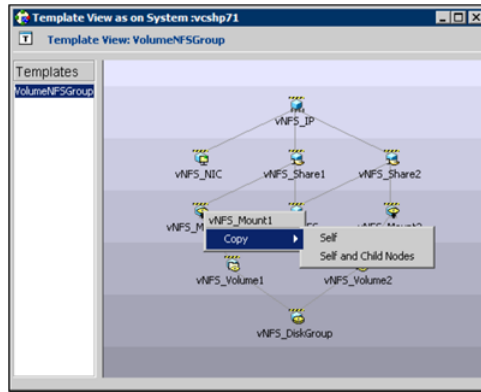 Template View as on System :vcshp71
Template View: VolumeNFSGroup
Templates
VolumeNFSGroup
vNFS_IP
vNFS_NIC
vNFS_Share1
vNFS_Share2
vNFS_Mount1
Copy
Self
Self and Child Nodes
vNFS_Volume1
vNFS_Volume2
vNFS_DiskGroup